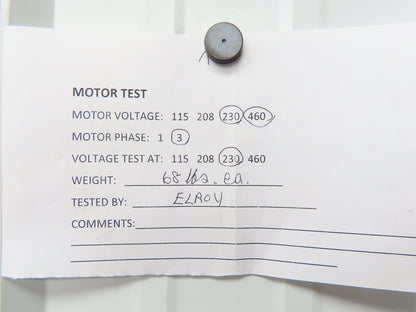 MOTOR TEST
MOTOR VOLTAGE: 115 208 230 460
MOTOR PHASE: 1 3
VOLTAGE TEST AT: 115 208 230 460
WEIGHT: 68 lbs. ea.
TESTED BY: ELROY
COMMENTS: